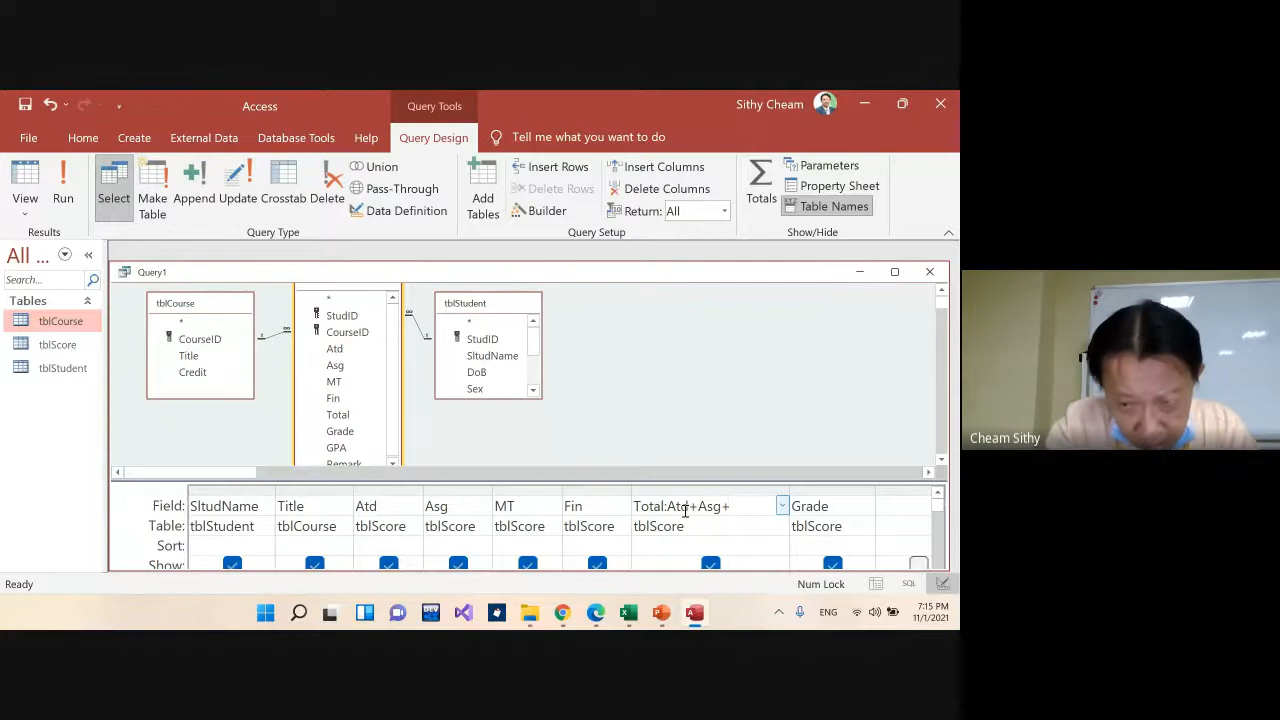 Access
Query Tools
Sithy Cheam
File
Home
Create
External Data
Database Tools
Help
Query Design
Tell me what you want to do
View
Run
Select
Make Table
Append
Update
Crosstab
Delete
Union
Pass-Through
Data Definition
Add Tables
Insert Rows
Delete Rows
Builder
Insert Columns
Delete Columns
Return: All
Totals
Parameters
Property Sheet
Table Names
Results
Query Type
Query Setup
Show/Hide
All ...
Search...
Tables
tblCourse
tblScore
tblStudent
Query1
tblCourse
*
CourseID
Title
Credit
*
StudID
CourseID
Atd
Asg
MT
Fin
Total
Grade
GPA
Remark
tblStudent
*
StudID
SltudName
DoB
Sex
Field: SltudName Title Atd Asg MT Fin Total:Atd+Asg+ Grade
Table: tblStudent tblCourse tblScore tblScore tblScore tblScore tblScore tblScore
Sort:
Show:
Ready
Num Lock
SQL
DEV
ENG
7:15 PM
11/1/2021
Cheam Sithy